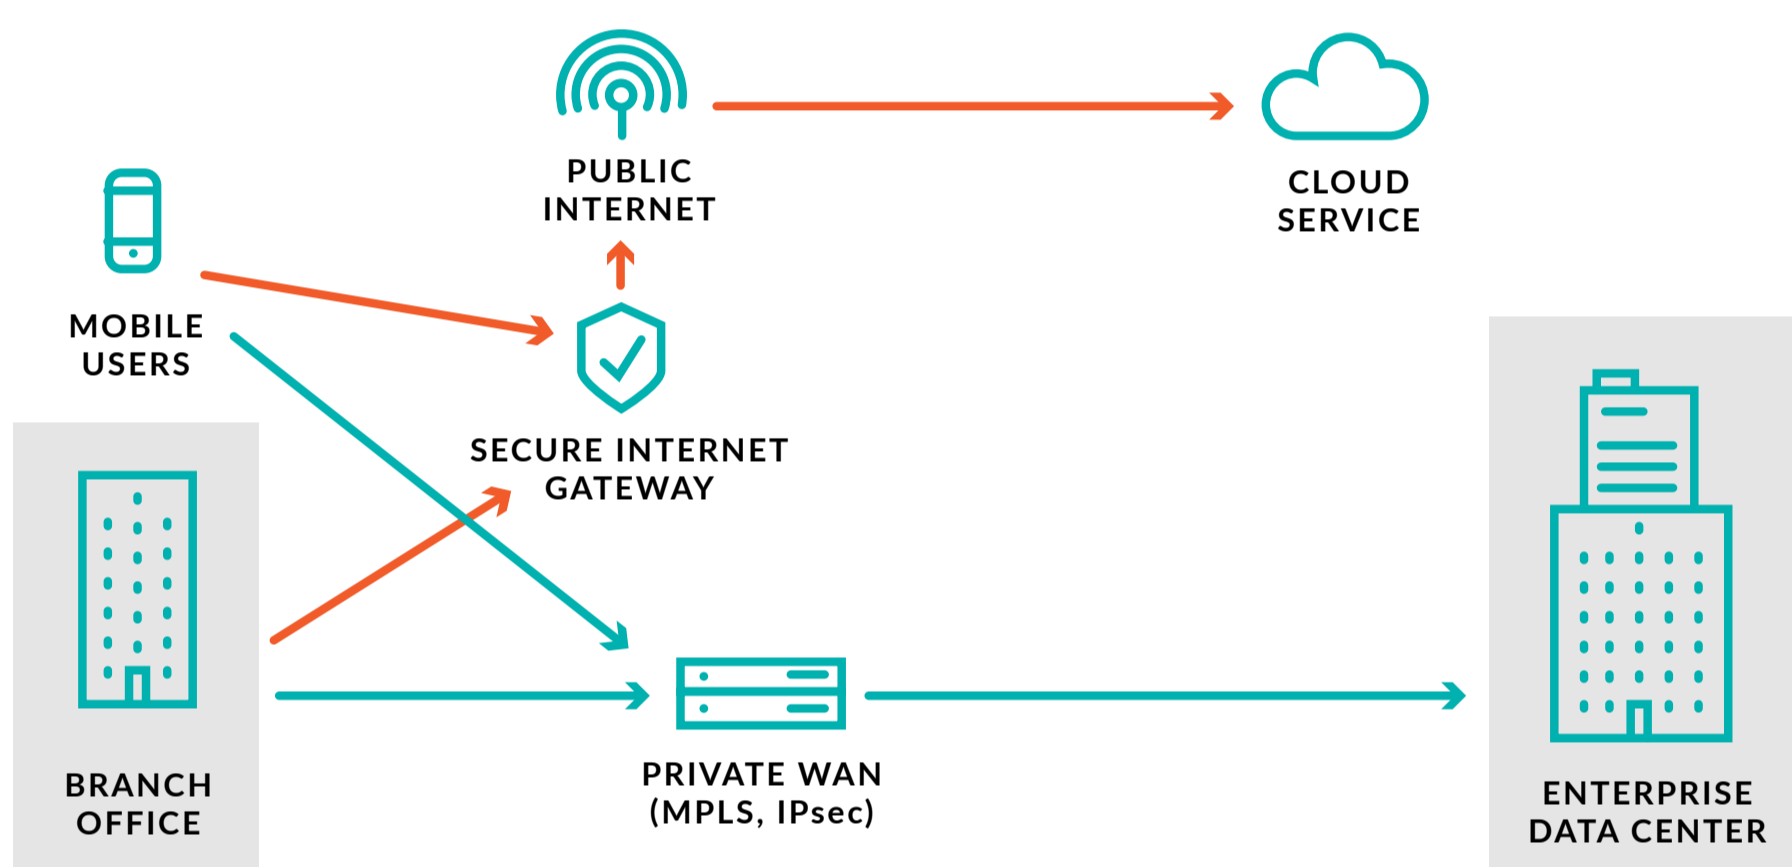 PUBLIC
INTERNET
CLOUD
SERVICE
MOBILE
USERS
SECURE INTERNET
GATEWAY
BRANCH
OFFICE
PRIVATE WAN
(MPLS, IPsec)
ENTERPRISE
DATA CENTER